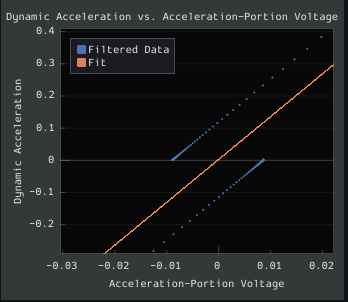 Dynamic Acceleration vs. Acceleration-Portion Voltage
0.4
Filtered Data
Fit
0.3
0.2
0.1
0
-0.1
-0.2
Dynamic Acceleration
-0.03 -0.02 -0.01 0 0.01 0.02
Acceleration-Portion Voltage